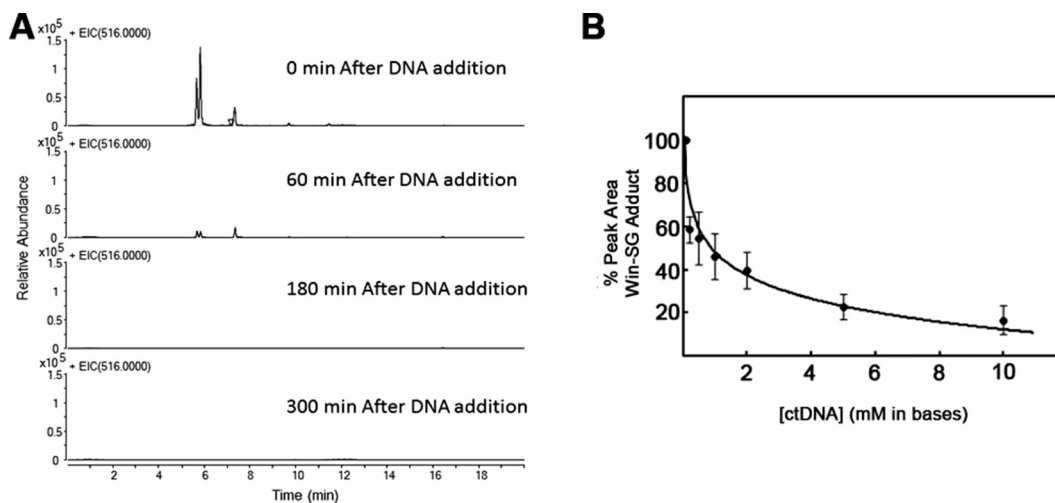 A
x10^5 + EIC(516.0000)
1.5
1
0.5
0
0 min After DNA addition
x10^5 + EIC(516.0000)
1.5
1
0.5
0
60 min After DNA addition
x10^5 + EIC(516.0000)
1.5
1
0.5
0
180 min After DNA addition
x10^5 + EIC(516.0000)
1.5
1
0.5
0
300 min After DNA addition
2 4 6 8 10 12 14 16 18
Time (min)
Relative Abundance
B
100
80
60
40
20
% Peak Area
Win-SG Adduct
2 4 6 8 10
[ctDNA] (mM in bases)